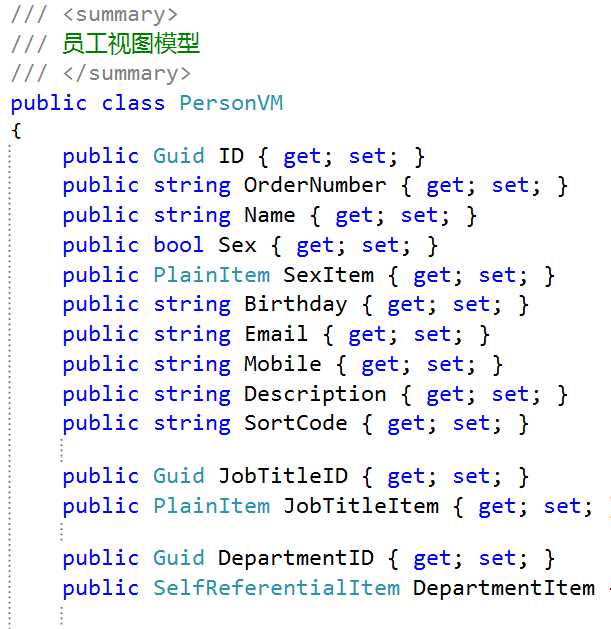 /// <summary>
/// 员工视图模型
/// </summary>
public class PersonVM
{
public Guid ID { get; set; }
public string OrderNumber { get; set; }
public string Name { get; set; }
public bool Sex { get; set; }
public PlainItem SexItem { get; set; }
public string Birthday { get; set; }
public string Email { get; set; }
public string Mobile { get; set; }
public string Description { get; set; }
public string SortCode { get; set; }
public Guid JobTitleID { get; set; }
public PlainItem JobTitleItem { get; set; }
public Guid DepartmentID { get; set; }
public SelfReferentialItem DepartmentItem {